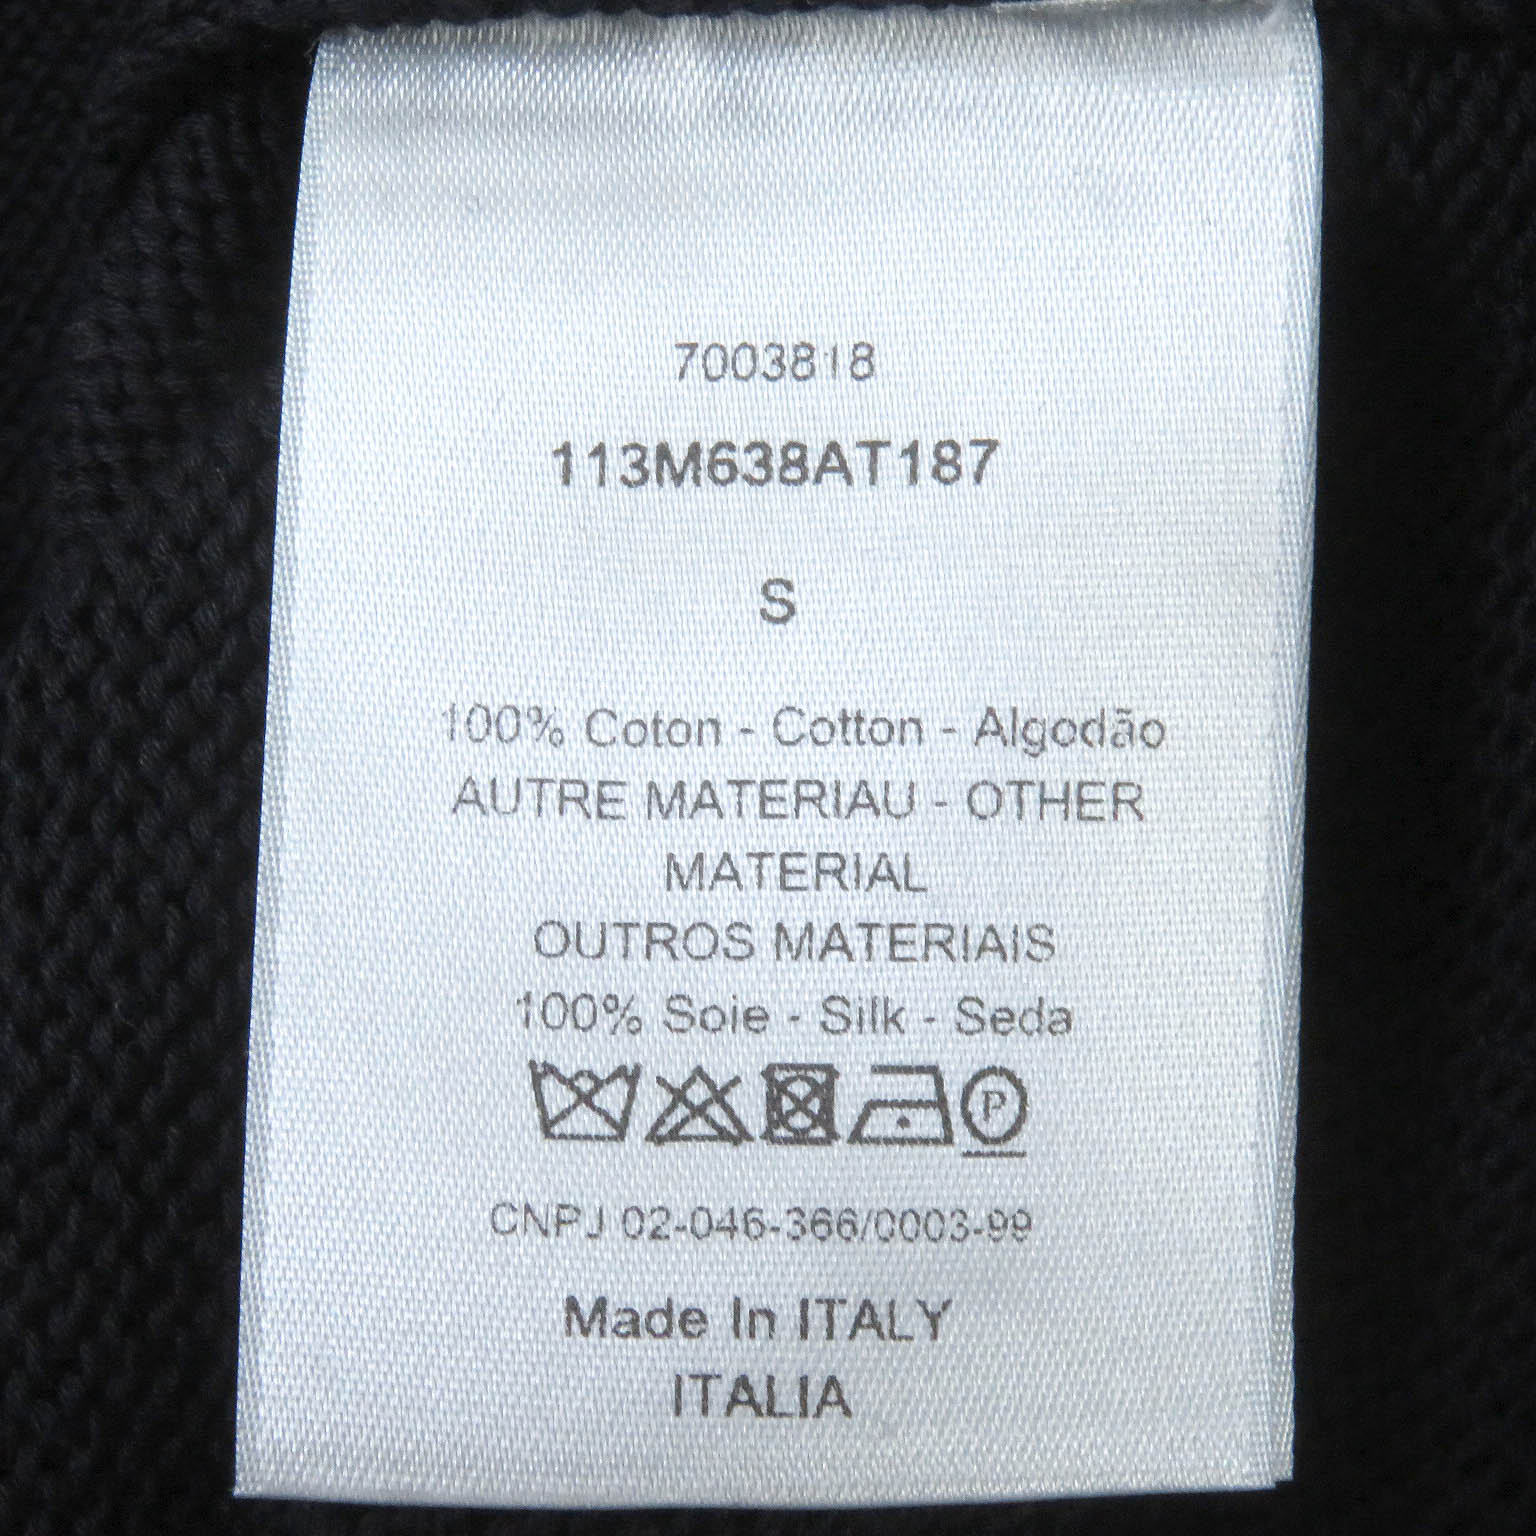 7003818
113M638AT187
S
100% Coton - Cotton - Algodão
AUTRE MATERIAU - OTHER
MATERIAL
OUTROS MATERIAIS
100% Soie - Silk - Seda
P
CNPJ 02-046-366/0003-99
Made In ITALY
ITALIA